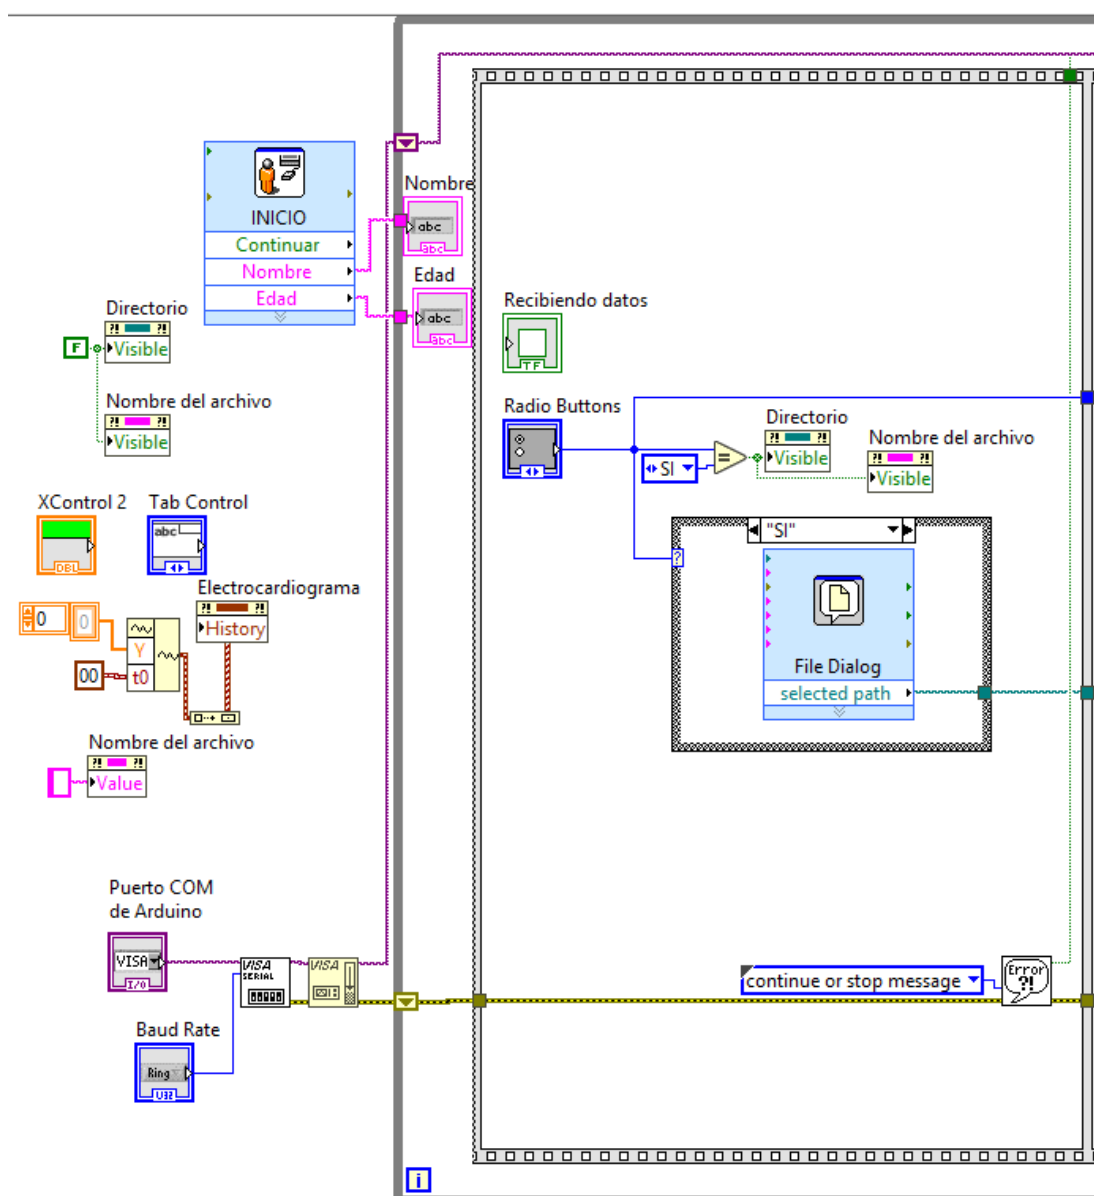 INICIO
Continuar
Nombre
Edad
Nombre
abc
abc
Edad
abc
abc
Directorio
?! ?!
F
Visible
Nombre del archivo
?! ?!
Visible
Recibiendo datos
TF
Radio Buttons
SI
=
Directorio
?! ?!
Visible
Nombre del archivo
?! ?!
Visible
XControl 2
DBL
Tab Control
abc
Electrocardiograma
?! ?!
History
0
0
Y
00
t0
"SI"
?
File Dialog
selected path
Nombre del archivo
?! ?!
Value
Puerto COM
de Arduino
VISA
I/O
VISA
SERIAL
VISA
Baud Rate
Ring
U32
continue or stop message
Error
?!
i